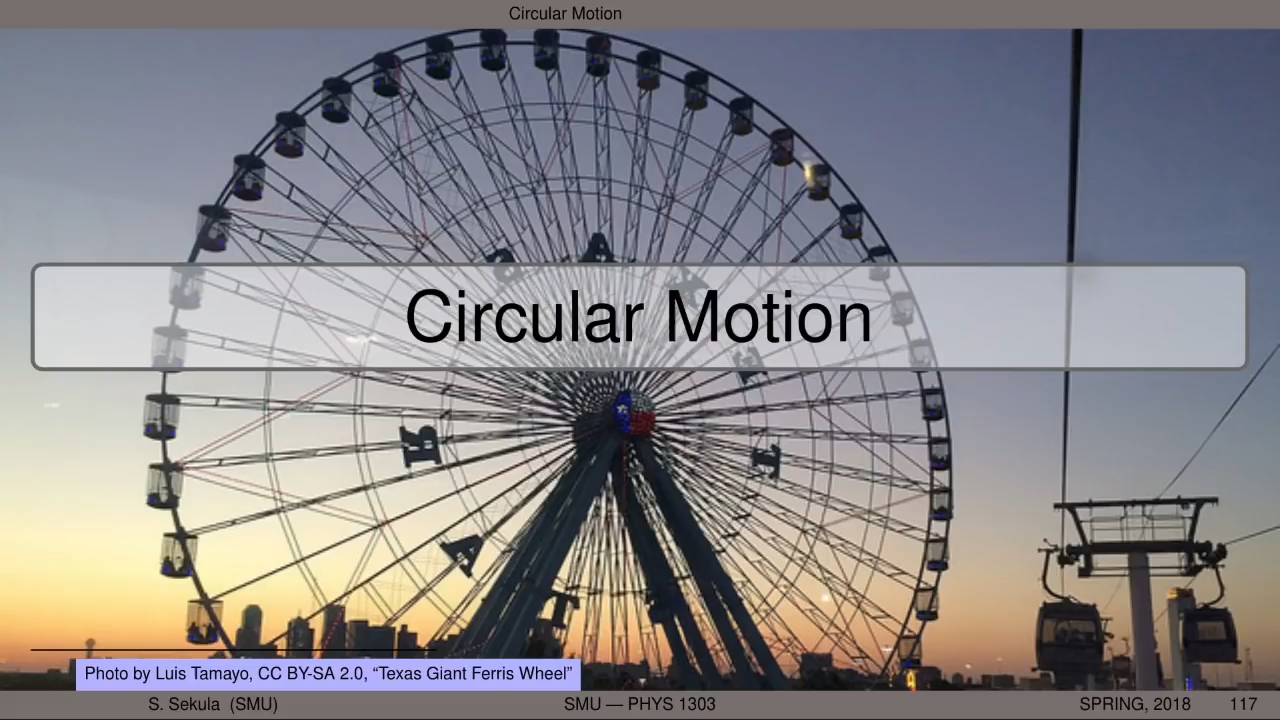 Circular Motion
Circular Motion
Photo by Luis Tamayo, CC BY-SA 2.0, “Texas Giant Ferris Wheel”
S. Sekula (SMU) SMU — PHYS 1303 SPRING, 2018 117